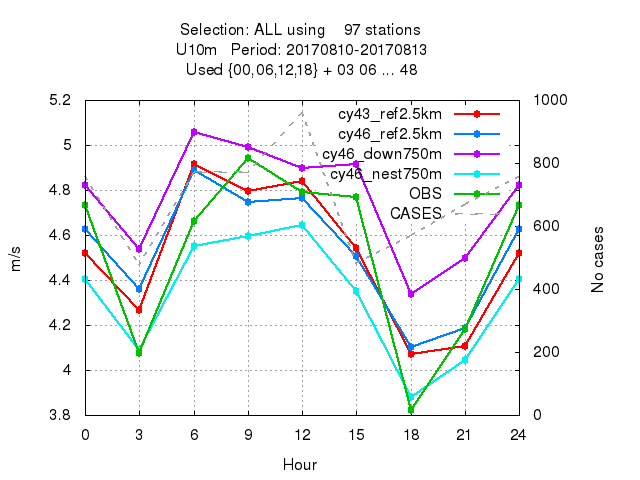 Selection: ALL using    97 stations
U10m   Period: 20170810-20170813
Used {00,06,12,18} + 03 06 ... 48
5.2
5
4.8
4.6
4.4
4.2
4
3.8
m/s
1000
800
600
400
200
0
No cases
cy43_ref2.5km
cy46_ref2.5km
cy46_down750m
cy46_nest750m
OBS
CASES
0 3 6 9 12 15 18 21 24
Hour